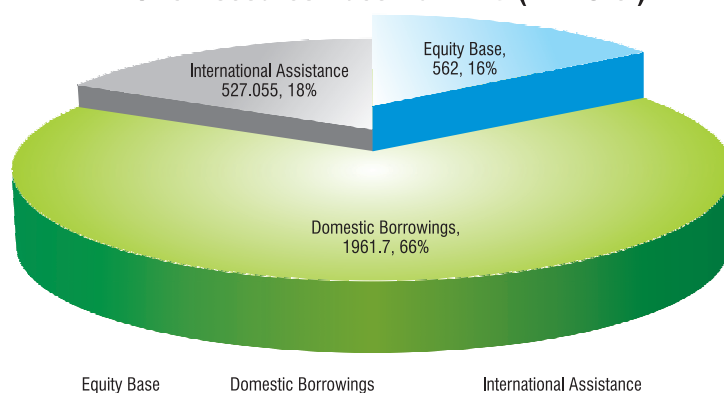 International Assistance
527.055, 18%
Equity Base,
562, 16%
Domestic Borrowings,
1961.7, 66%
Equity Base Domestic Borrowings International Assistance